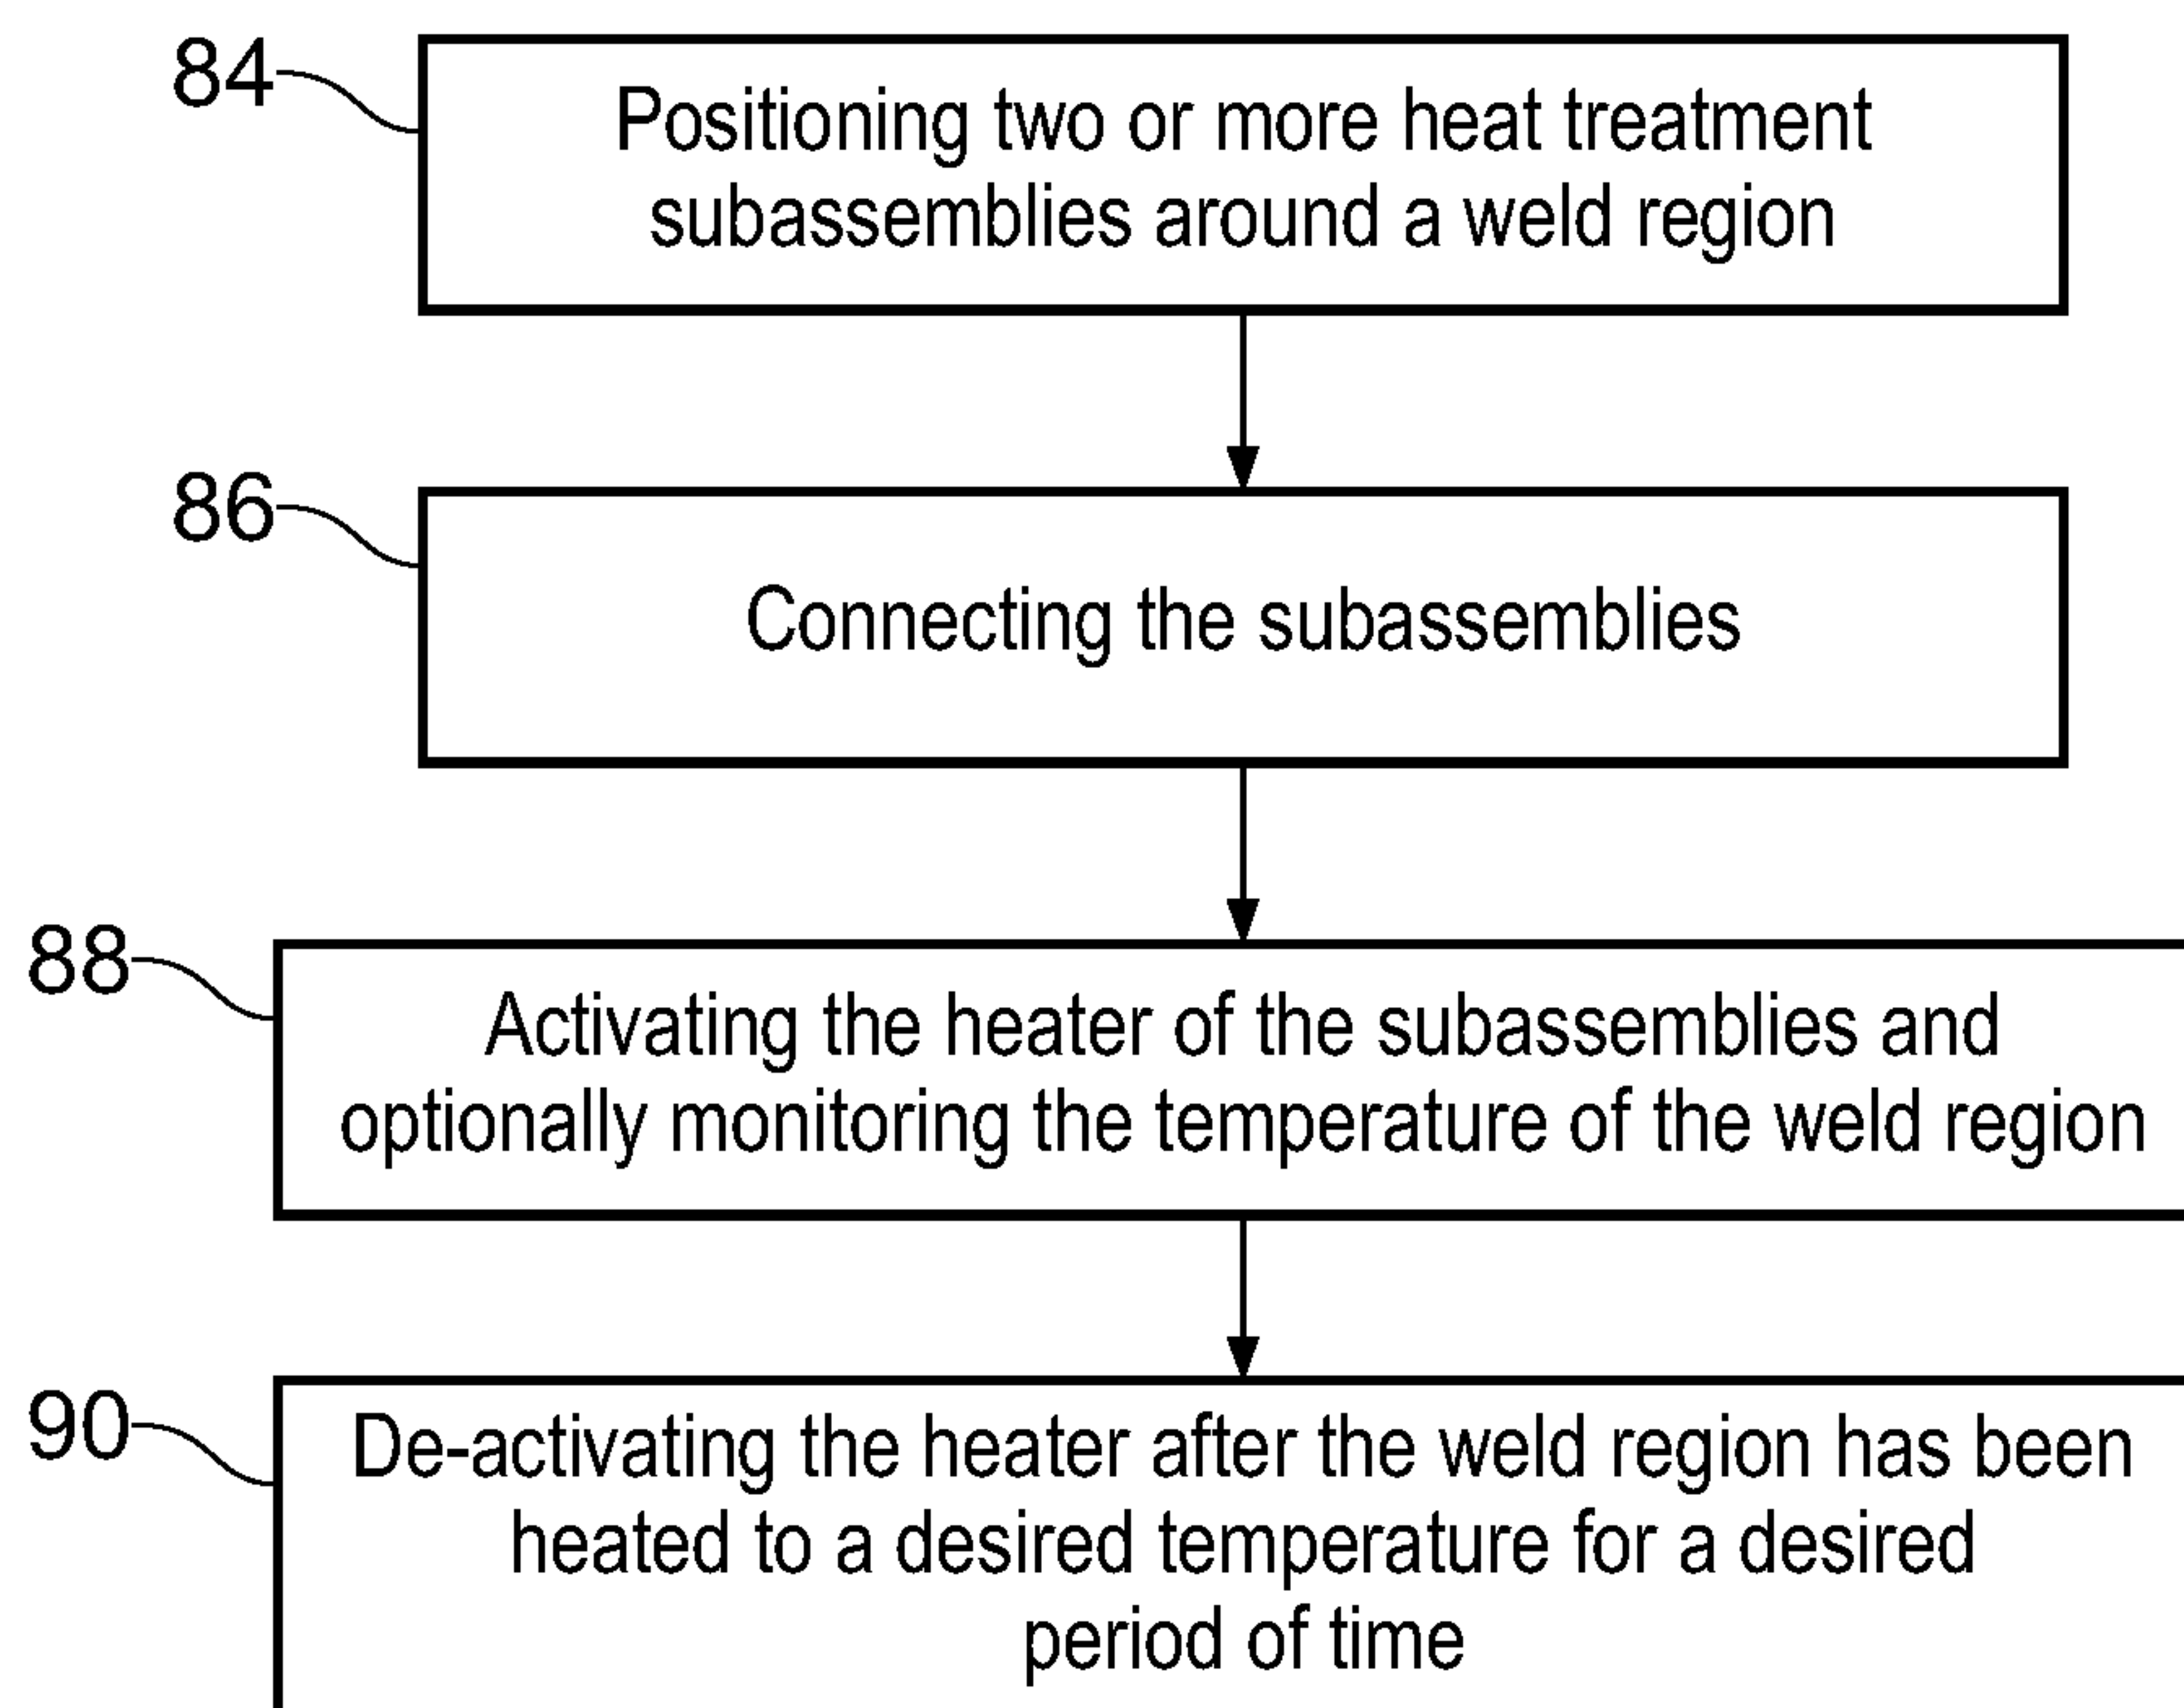 84
Positioning two or more heat treatment
subassemblies around a weld region
86
Connecting the subassemblies
88
Activating the heater of the subassemblies and
optionally monitoring the temperature of the weld region
90
De-activating the heater after the weld region has been
heated to a desired temperature for a desired
period of time